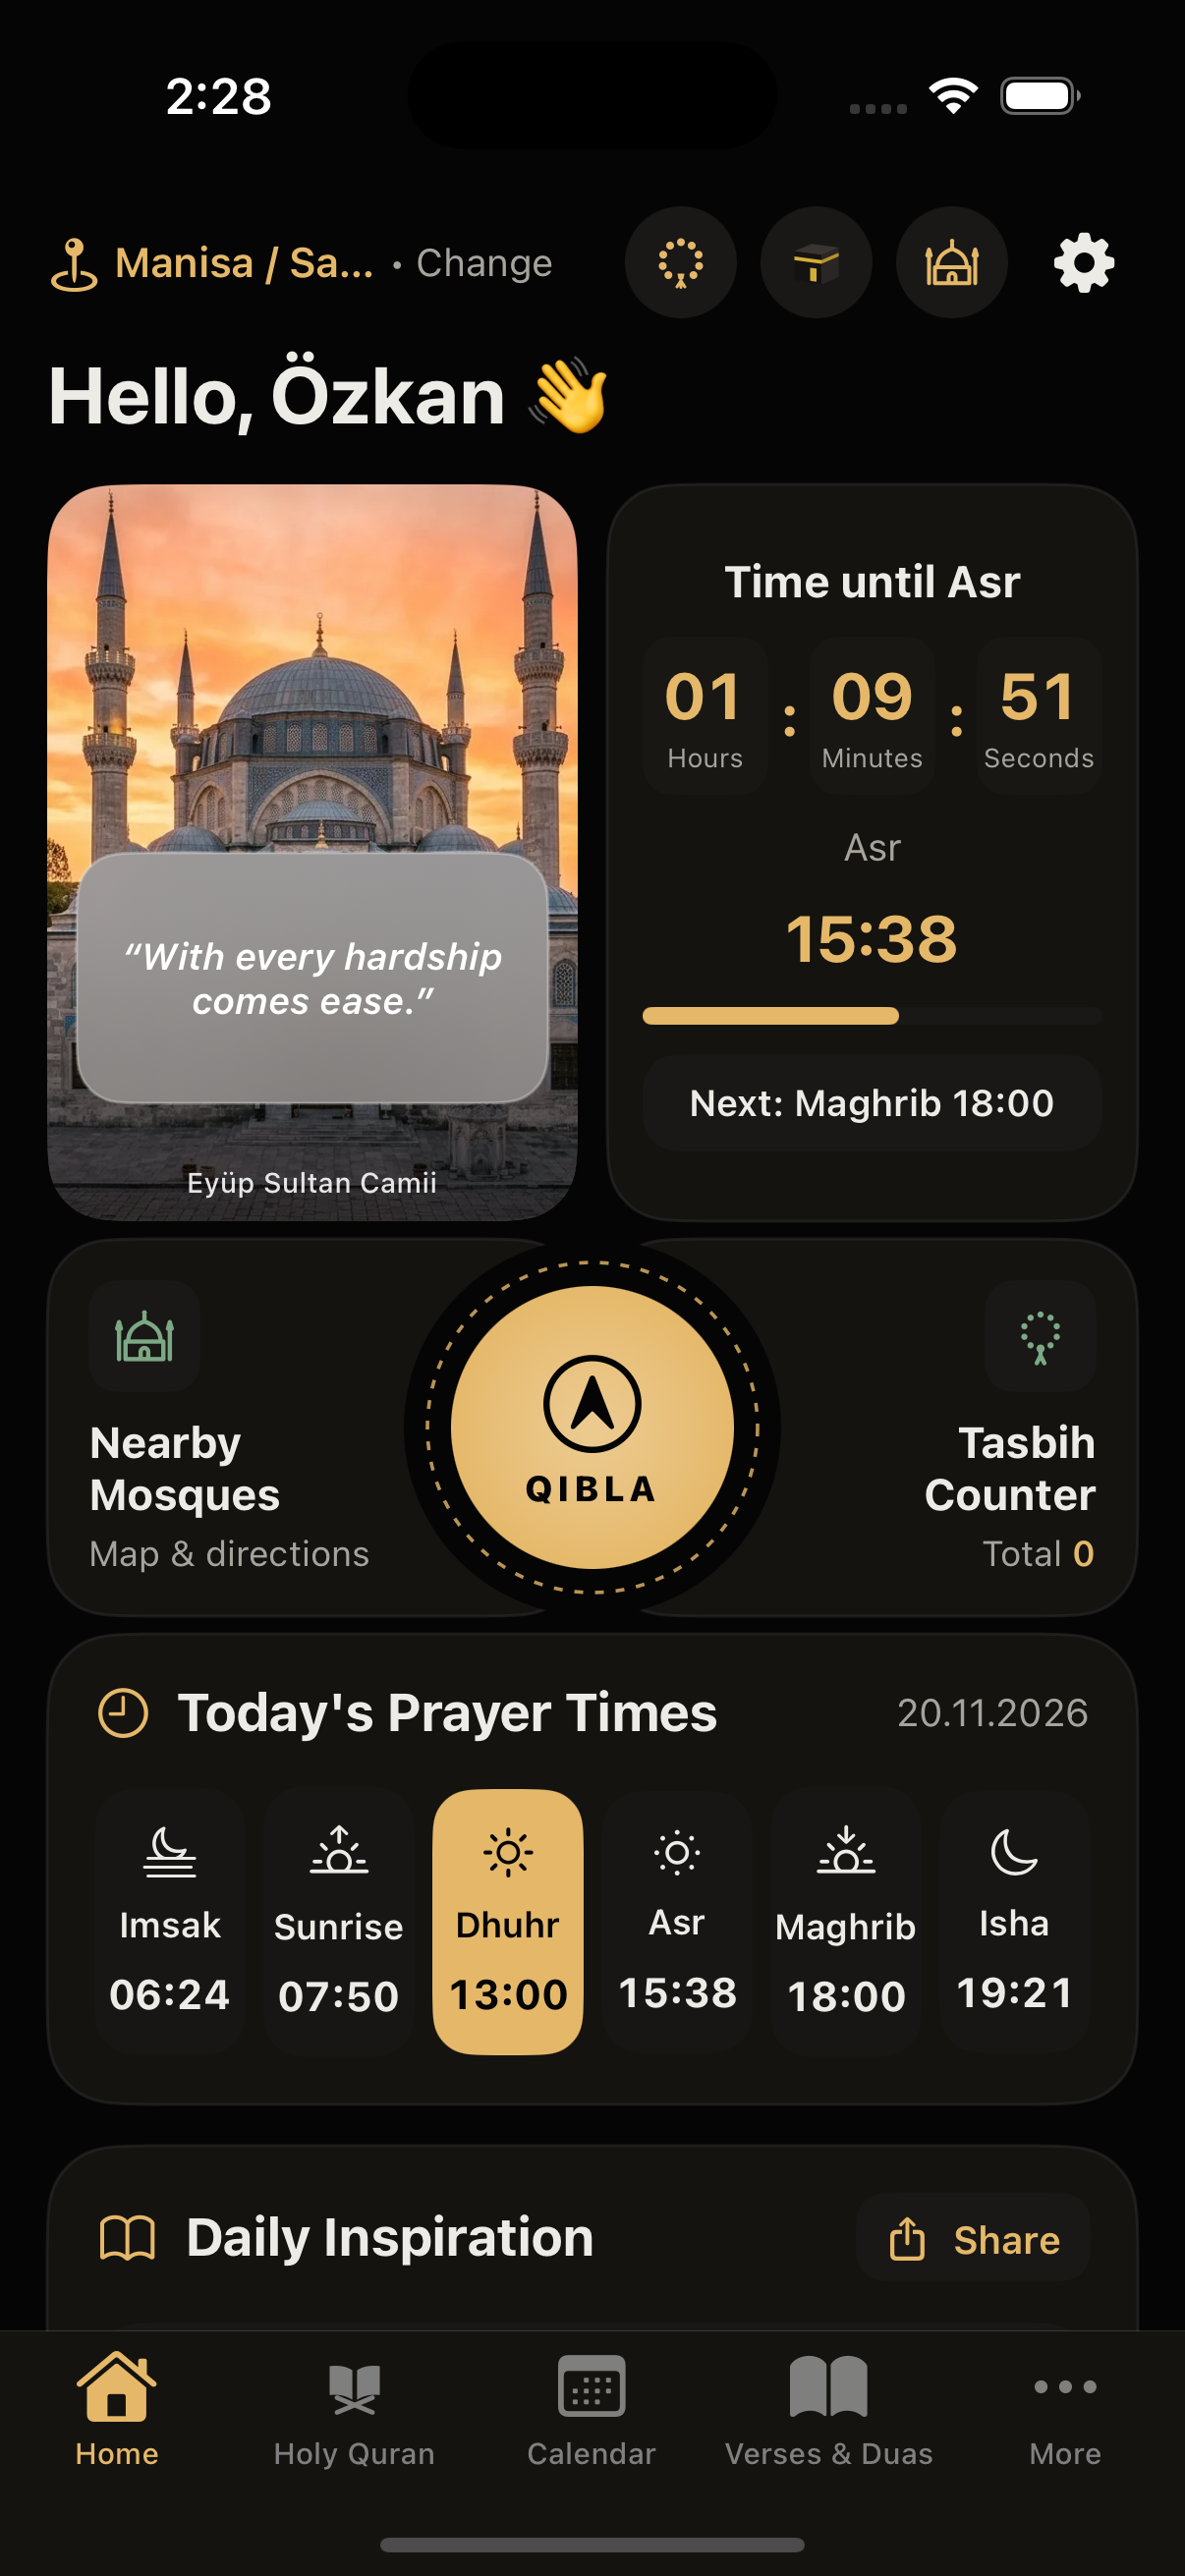 2:28
Manisa / Sa... • Change
Hello, Özkan 👋
Time until Asr
01 : 09 : 51
Hours Minutes Seconds
Asr
15:38
Next: Maghrib 18:00
“With every hardship
comes ease.”
Eyüp Sultan Camii
Nearby
Mosques
Map & directions
QIBLA
Tasbih
Counter
Total 0
Today's Prayer Times 20.11.2026
Imsak Sunrise Dhuhr Asr Maghrib Isha
06:24 07:50 13:00 15:38 18:00 19:21
Daily Inspiration Share
Home Holy Quran Calendar Verses & Duas More